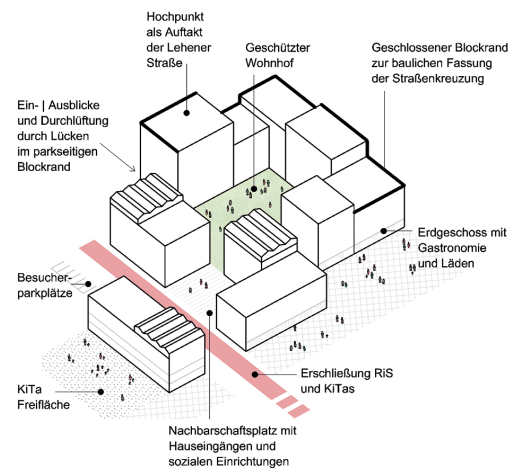 Hochpunkt
als Auftakt
der Lehener
Straße
Geschützter
Wohnhof
Geschlossener Blockrand
zur baulichen Fassung
der Straßenkreuzung
Ein- | Ausblicke
und Durchlüftung
durch Lücken
im parkseitigen
Blockrand
Erdgeschoss mit
Gastronomie
und Läden
Besucher-
parkplätze
Erschließung RiS
und KiTas
KiTa
Freifläche
Nachbarschaftsplatz mit
Hauseingängen und
sozialen Einrichtungen